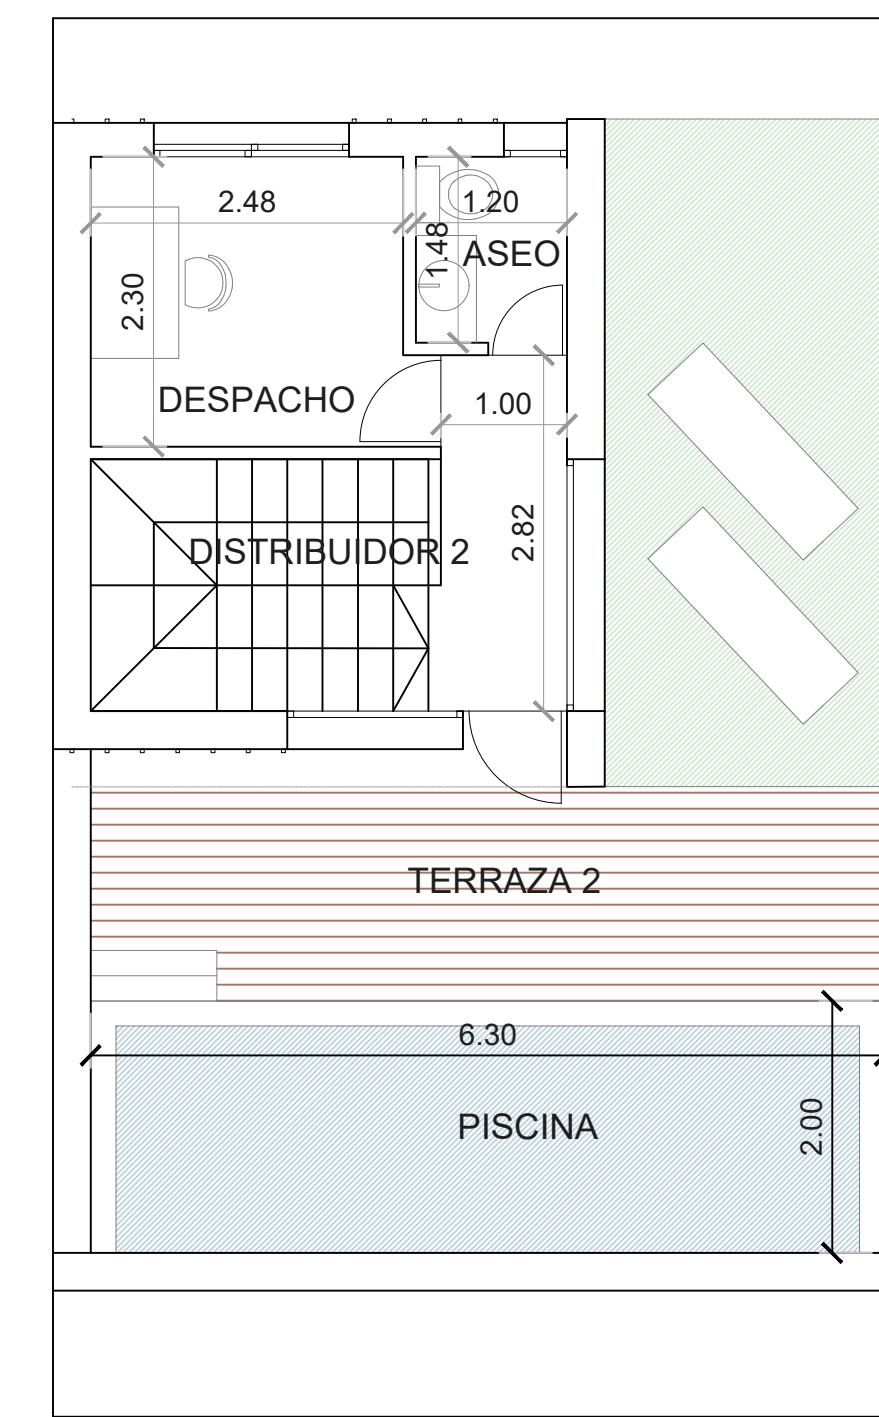 2.48
1.20
1.48
ASEO
2.30
DESPACHO
1.00
2.82
DISTRIBUIDOR 2
TERRAZA 2
6.30
PISCINA
2.00